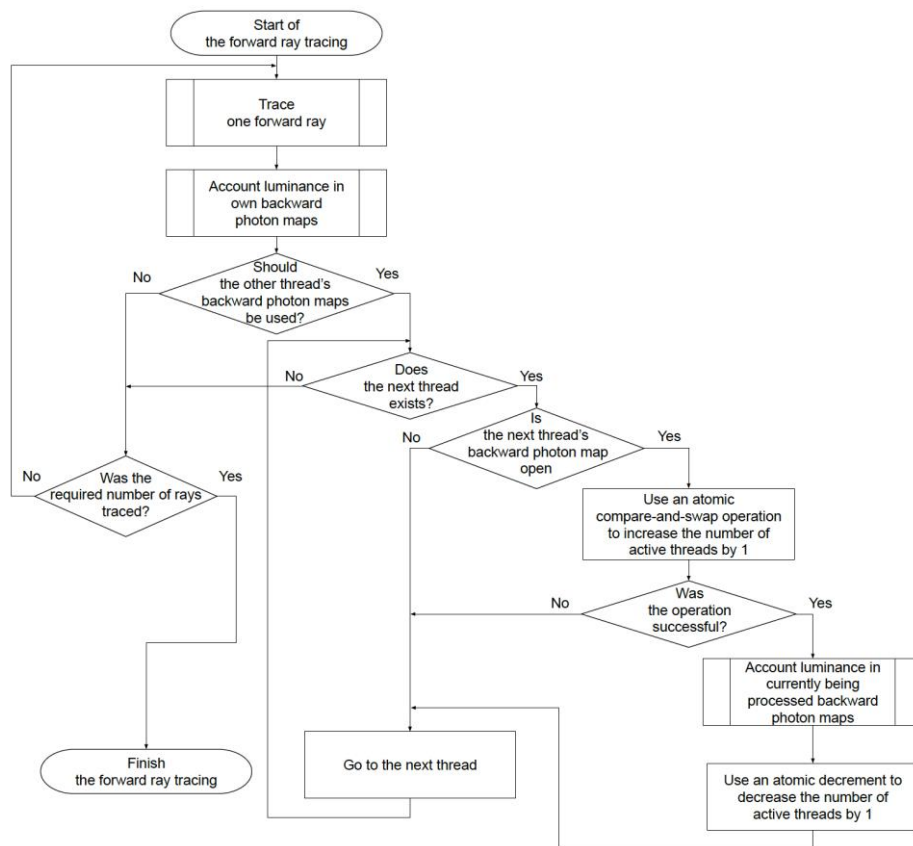 Start of
the forward ray tracing
Trace
one forward ray
Account luminance in
own backward
photon maps
No
Should
the other thread's
backward photon maps
be used?
Yes
No
Does
the next thread
exists?
Yes
No
Is
the next thread's
backward photon map
open
Yes
No
Was the
required number of rays
traced?
Yes
Use an atomic
compare-and-swap operation
to increase the number of
active threads by 1
No
Was
the operation
successful?
Yes
Account luminance in
currently being
processed backward
photon maps
Finish
the forward ray tracing
Go to the next thread
Use an atomic decrement to
decrease the number of
active threads by 1